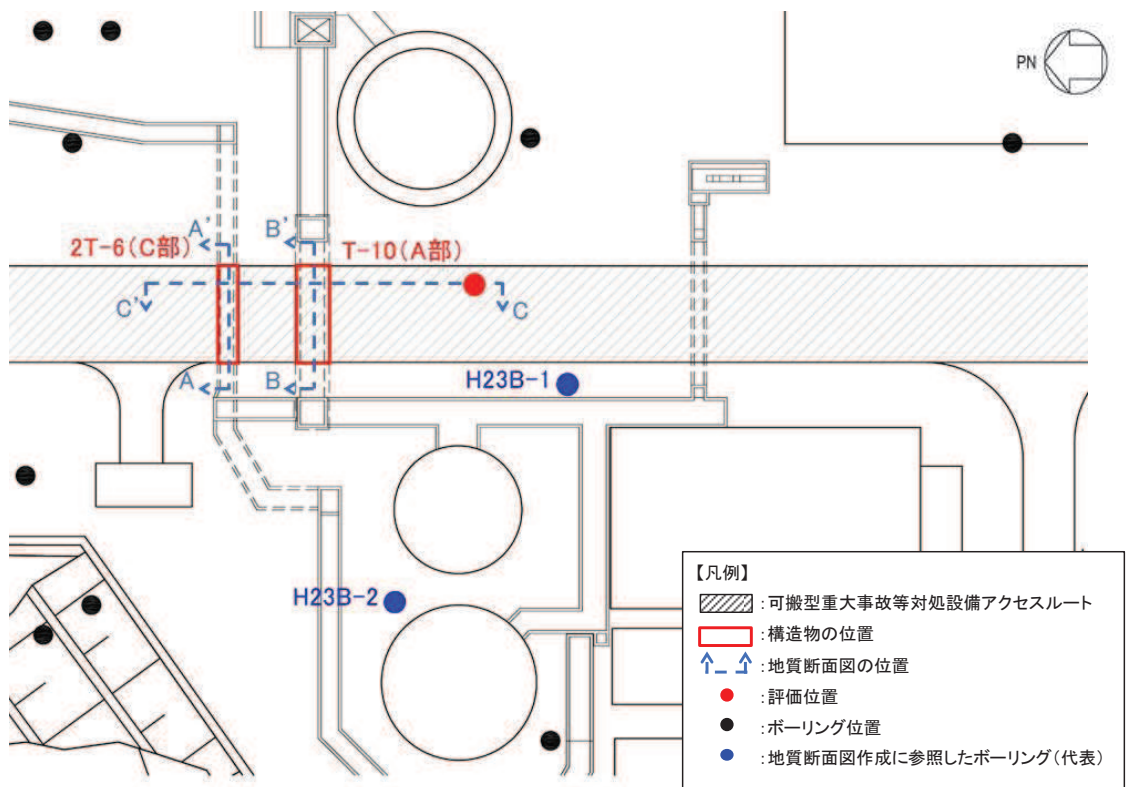 PN
A'
B'
2T-6(C部)
T-10(A部)
C'
C
A
B
H23B-1
H23B-2
【凡例】
:可搬型重大事故等対処設備アクセスルート
:構造物の位置
:地質断面図の位置
:評価位置
:ボーリング位置
:地質断面図作成に参照したボーリング(代表)